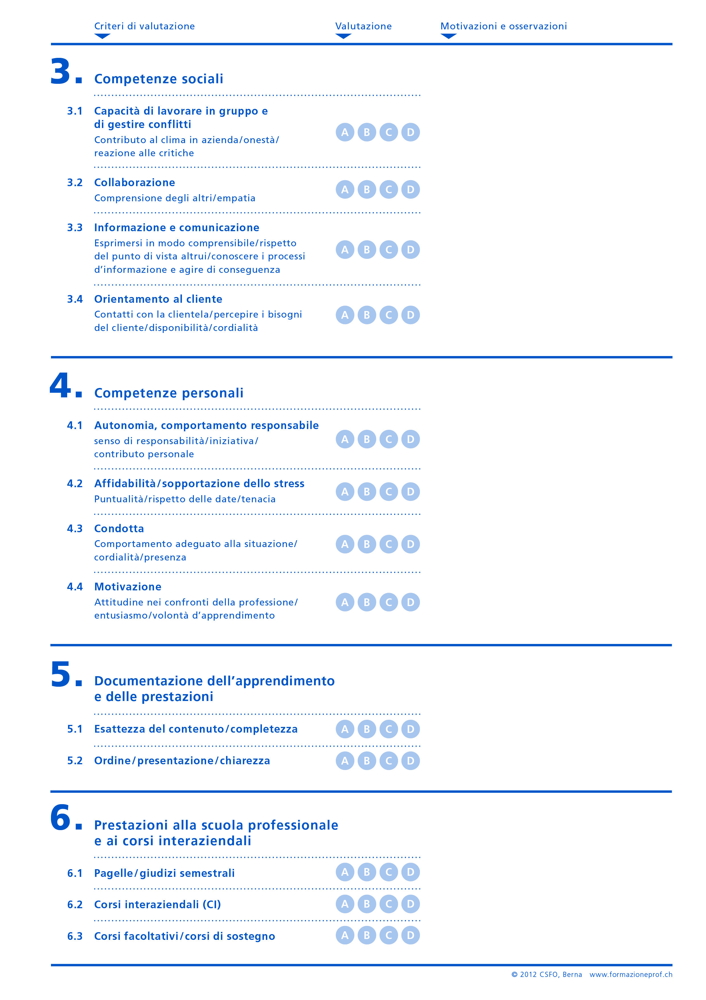 Criteri di valutazione Valutazione Motivazioni e osservazioni
3. Competenze sociali
3.1 Capacità di lavorare in gruppo e
di gestire conflitti
Contributo al clima in azienda/onestà/
reazione alle critiche
A B C D
3.2 Collaborazione
Comprensione degli altri/empatia
A B C D
3.3 Informazione e comunicazione
Esprimersi in modo comprensibile/rispetto
del punto di vista altrui/conoscere i processi
d’informazione e agire di conseguenza
A B C D
3.4 Orientamento al cliente
Contatti con la clientela/percepire i bisogni
del cliente/disponibilità/cordialità
A B C D
4. Competenze personali
4.1 Autonomia, comportamento responsabile
senso di responsabilità/iniziativa/
contributo personale
A B C D
4.2 Affidabilità/sopportazione dello stress
Puntualità/rispetto delle date/tenacia
A B C D
4.3 Condotta
Comportamento adeguato alla situazione/
cordialità/presenza
A B C D
4.4 Motivazione
Attitudine nei confronti della professione/
entusiasmo/volontà d’apprendimento
A B C D
5. Documentazione dell’apprendimento
e delle prestazioni
5.1 Esattezza del contenuto/completezza A B C D
5.2 Ordine/presentazione/chiarezza A B C D
6. Prestazioni alla scuola professionale
e ai corsi interaziendali
6.1 Pagelle/giudizi semestrali A B C D
6.2 Corsi interaziendali (CI) A B C D
6.3 Corsi facoltativi/corsi di sostegno A B C D
© 2012 CSFO, Berna www.formazioneprof.ch